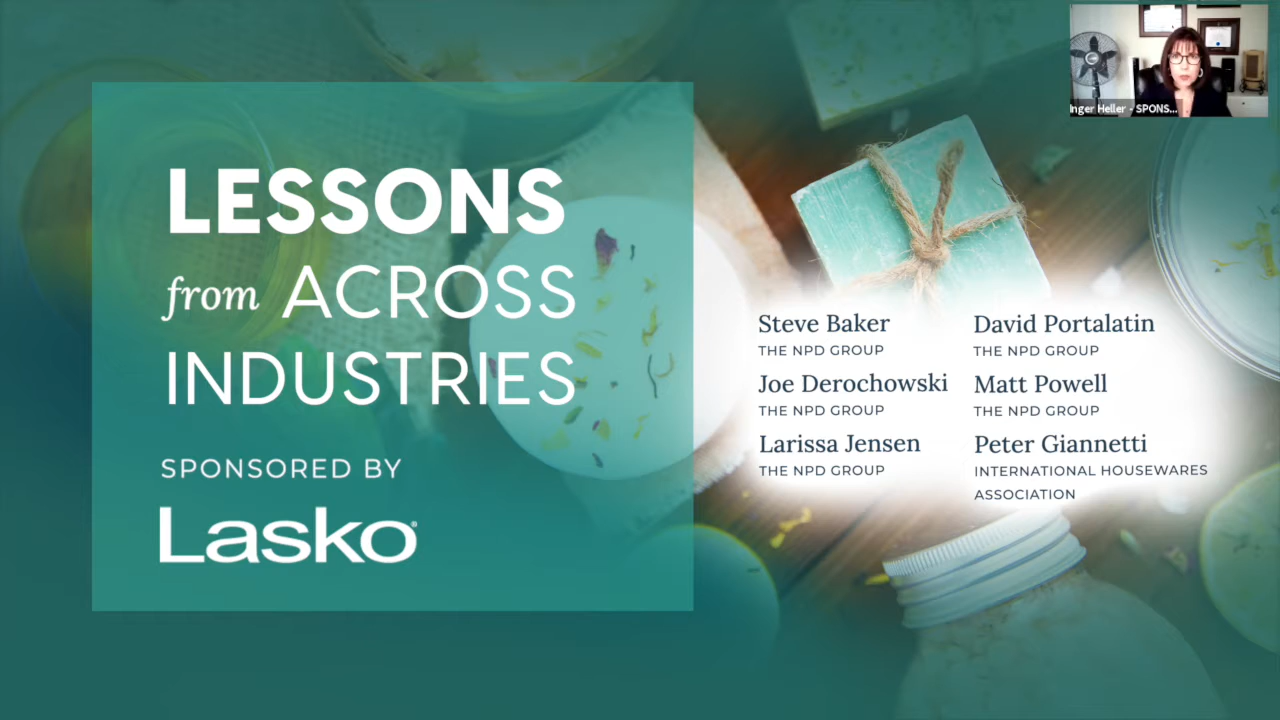 Inger Heller - SPONS...
LESSONS
from ACROSS
INDUSTRIES
SPONSORED BY
Lasko®
Steve Baker
THE NPD GROUP
Joe Derochowski
THE NPD GROUP
Larissa Jensen
THE NPD GROUP
David Portalatin
THE NPD GROUP
Matt Powell
THE NPD GROUP
Peter Giannetti
INTERNATIONAL HOUSEWARES
ASSOCIATION